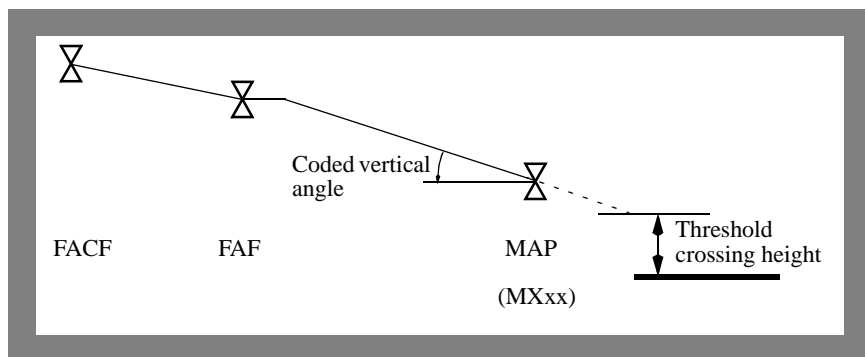 Coded vertical
angle
Threshold
crossing height
FACF
FAF
MAP
(MXxx)